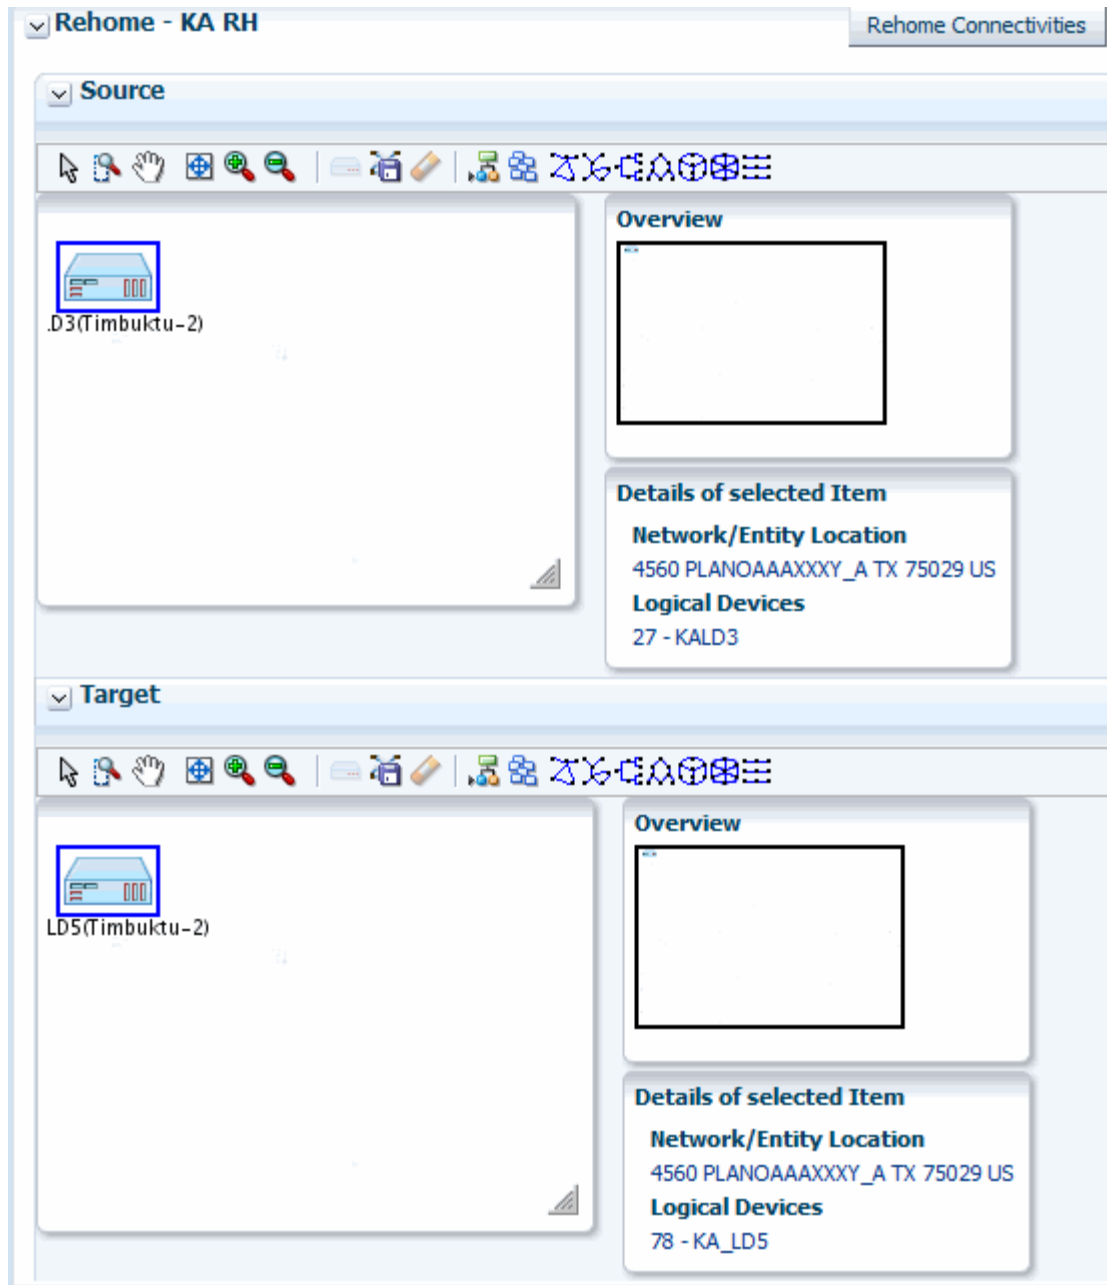 Rehome - KA RH
Rehome Connectivities
Source
Overview
.D3(Timbuktu-2)
Details of selected Item
Network/Entity Location
4560 PLANOAAAXXXY_A TX 75029 US
Logical Devices
27 - KALD3
Target
Overview
LD5(Timbuktu-2)
Details of selected Item
Network/Entity Location
4560 PLANOAAAXXXY_A TX 75029 US
Logical Devices
78 - KA_LD5